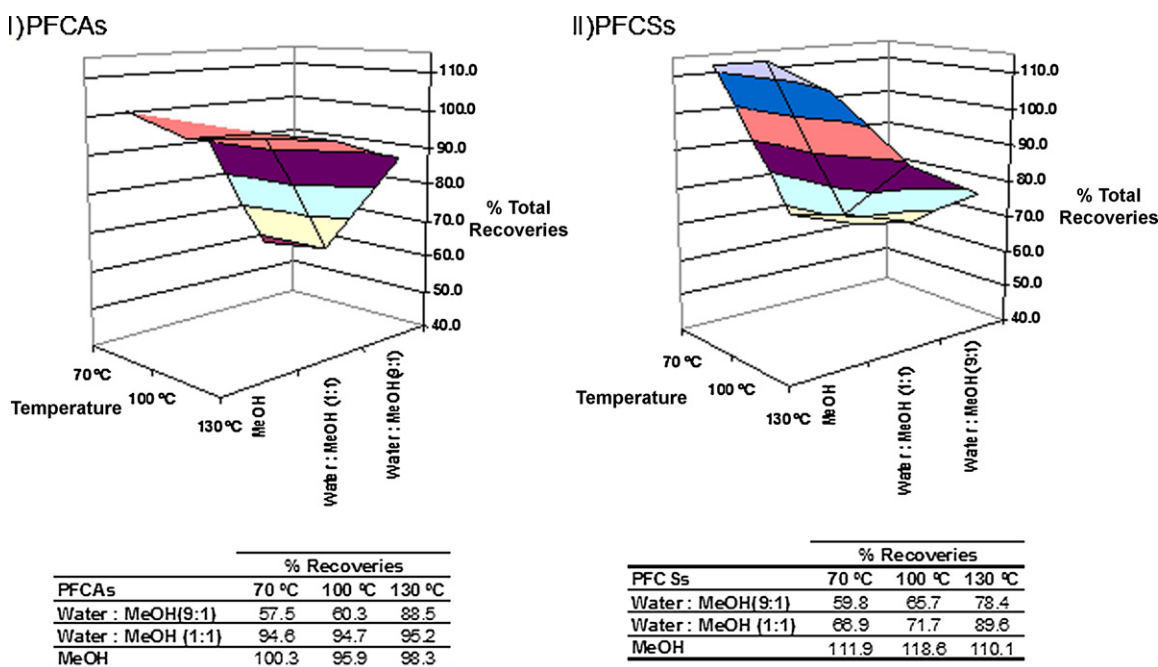 I)PFCAs
110.0
100.0
90.0
80.0
70.0
60.0
50.0
40.0
% Total
Recoveries
70 ºC
100 ºC
130 ºC
Temperature
MeOH
Water : MeOH (1:1)
Water : MeOH(9:1)
II)PFCSs
110.0
100.0
90.0
80.0
70.0
60.0
50.0
40.0
% Total
Recoveries
70 ºC
100 ºC
130 ºC
Temperature
MeOH
Water : MeOH (1:1)
Water : MeOH(9:1)
% Recoveries
PFCAs 70 ºC 100 ºC 130 ºC
Water : MeOH(9:1) 57.5 60.3 88.5
Water : MeOH (1:1) 94.6 94.7 95.2
MeOH 100.3 95.9 98.3
% Recoveries
PFC Ss 70 ºC 100 ºC 130 ºC
Water : MeOH(9:1) 59.8 65.7 78.4
Water : MeOH (1:1) 66.9 71.7 89.6
MeOH 111.9 118.6 110.1